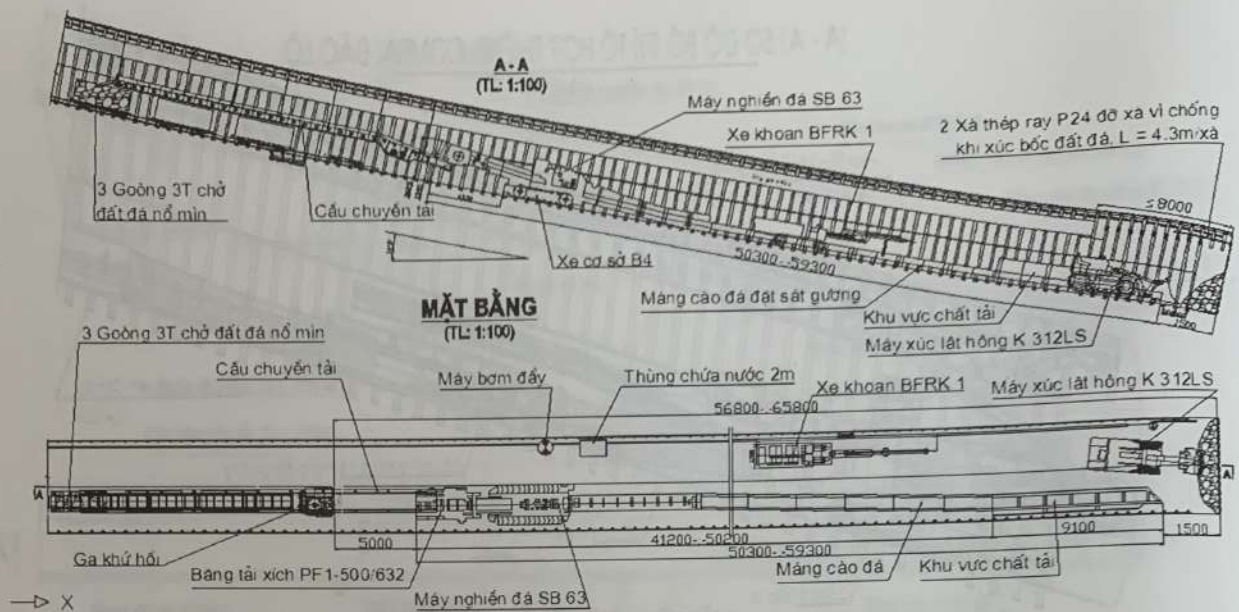 A - A
(TL: 1:100)
Máy nghiền đá SB 63
Xe khoan BFRK 1
2 Xà thép ray P24 đỡ xà vì chống
khi xúc bốc đất đá, L = 4.3m/xà
3 Goòng 3T chở
đất đá nổ mìn
Cầu chuyển tải
≤ 8000
Xe cơ sở B4
50300-:-59300
Máng cào đá đặt sát gương
Khu vực chất tải
1500
Máy xúc lật hông K 312LS
MẶT BẰNG
(TL: 1:100)
3 Goòng 3T chở đất đá nổ mìn
Cầu chuyển tải
Máy bơm đẩy
Thùng chứa nước 2m
Xe khoan BFRK 1
Máy xúc lật hông K 312LS
56800-:-65800
A
A
5000
41200-:-50200
9100
1500
50300-:-59300
Ga khứ hồi
Băng tải xích PF1-500/632
Máy nghiền đá SB 63
Máng cào đá
Khu vực chất tải
X